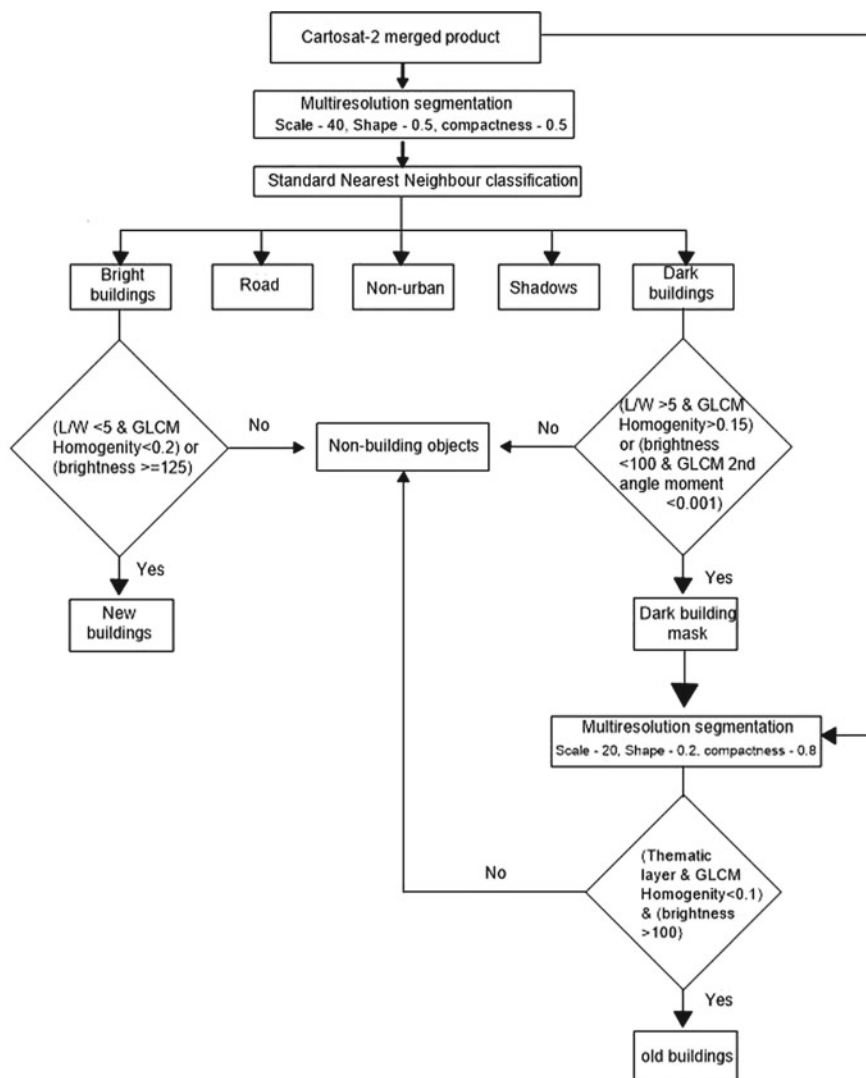 Cartosat-2 merged product
Multiresolution segmentation
Scale - 40, Shape - 0.5, compactness - 0.5
Standard Nearest Neighbour classification
Bright
buildings
Road
Non-urban
Shadows
Dark
buildings
(L/W <5 & GLCM
Homogenity<0.2) or
(brightness >=125)
No
Non-building objects
No
(L/W >5 & GLCM
Homogenity>0.15)
or (brightness
<100 & GLCM 2nd
angle moment
<0.001)
Yes
New
buildings
Yes
Dark building
mask
Multiresolution segmentation
Scale - 20, Shape - 0.2, compactness - 0.8
No
(Thematic
layer & GLCM
Homogenity<0.1)
& (brightness
>100)
Yes
old buildings